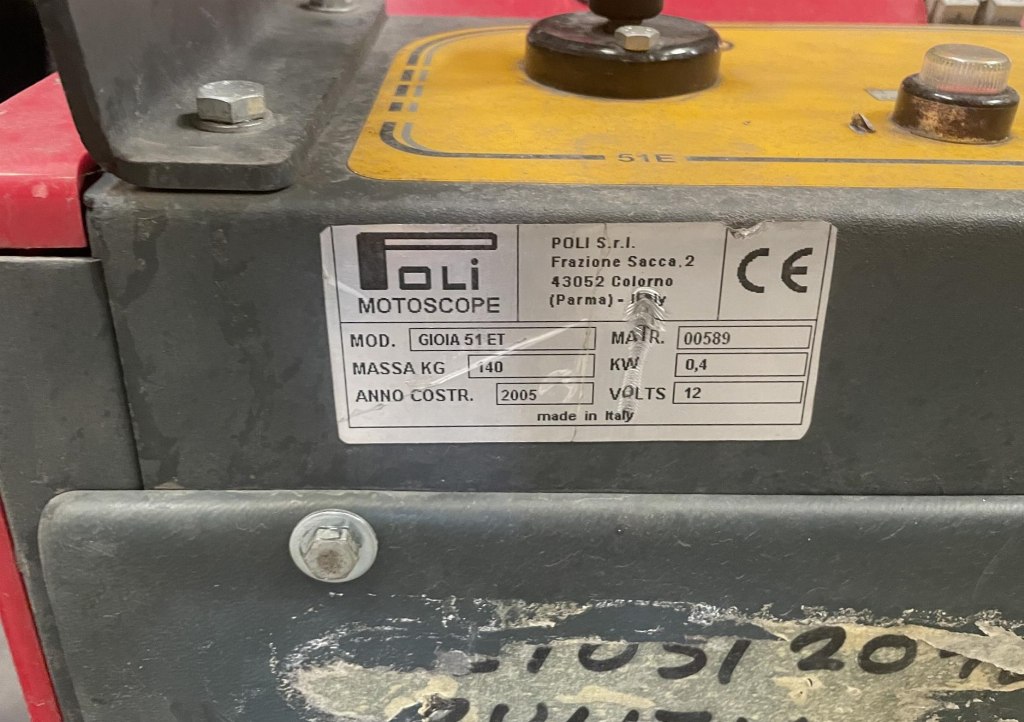 51E
POLI
MOTOSCOPE
POLI S.r.l.
Frazione Sacca, 2
43052 Colorno
(Parma) - Italy
CE
MOD. GIOIA 51 ET MATR. 00589
MASSA KG 140 KW 0,4
ANNO COSTR. 2005 VOLTS 12
made in Italy